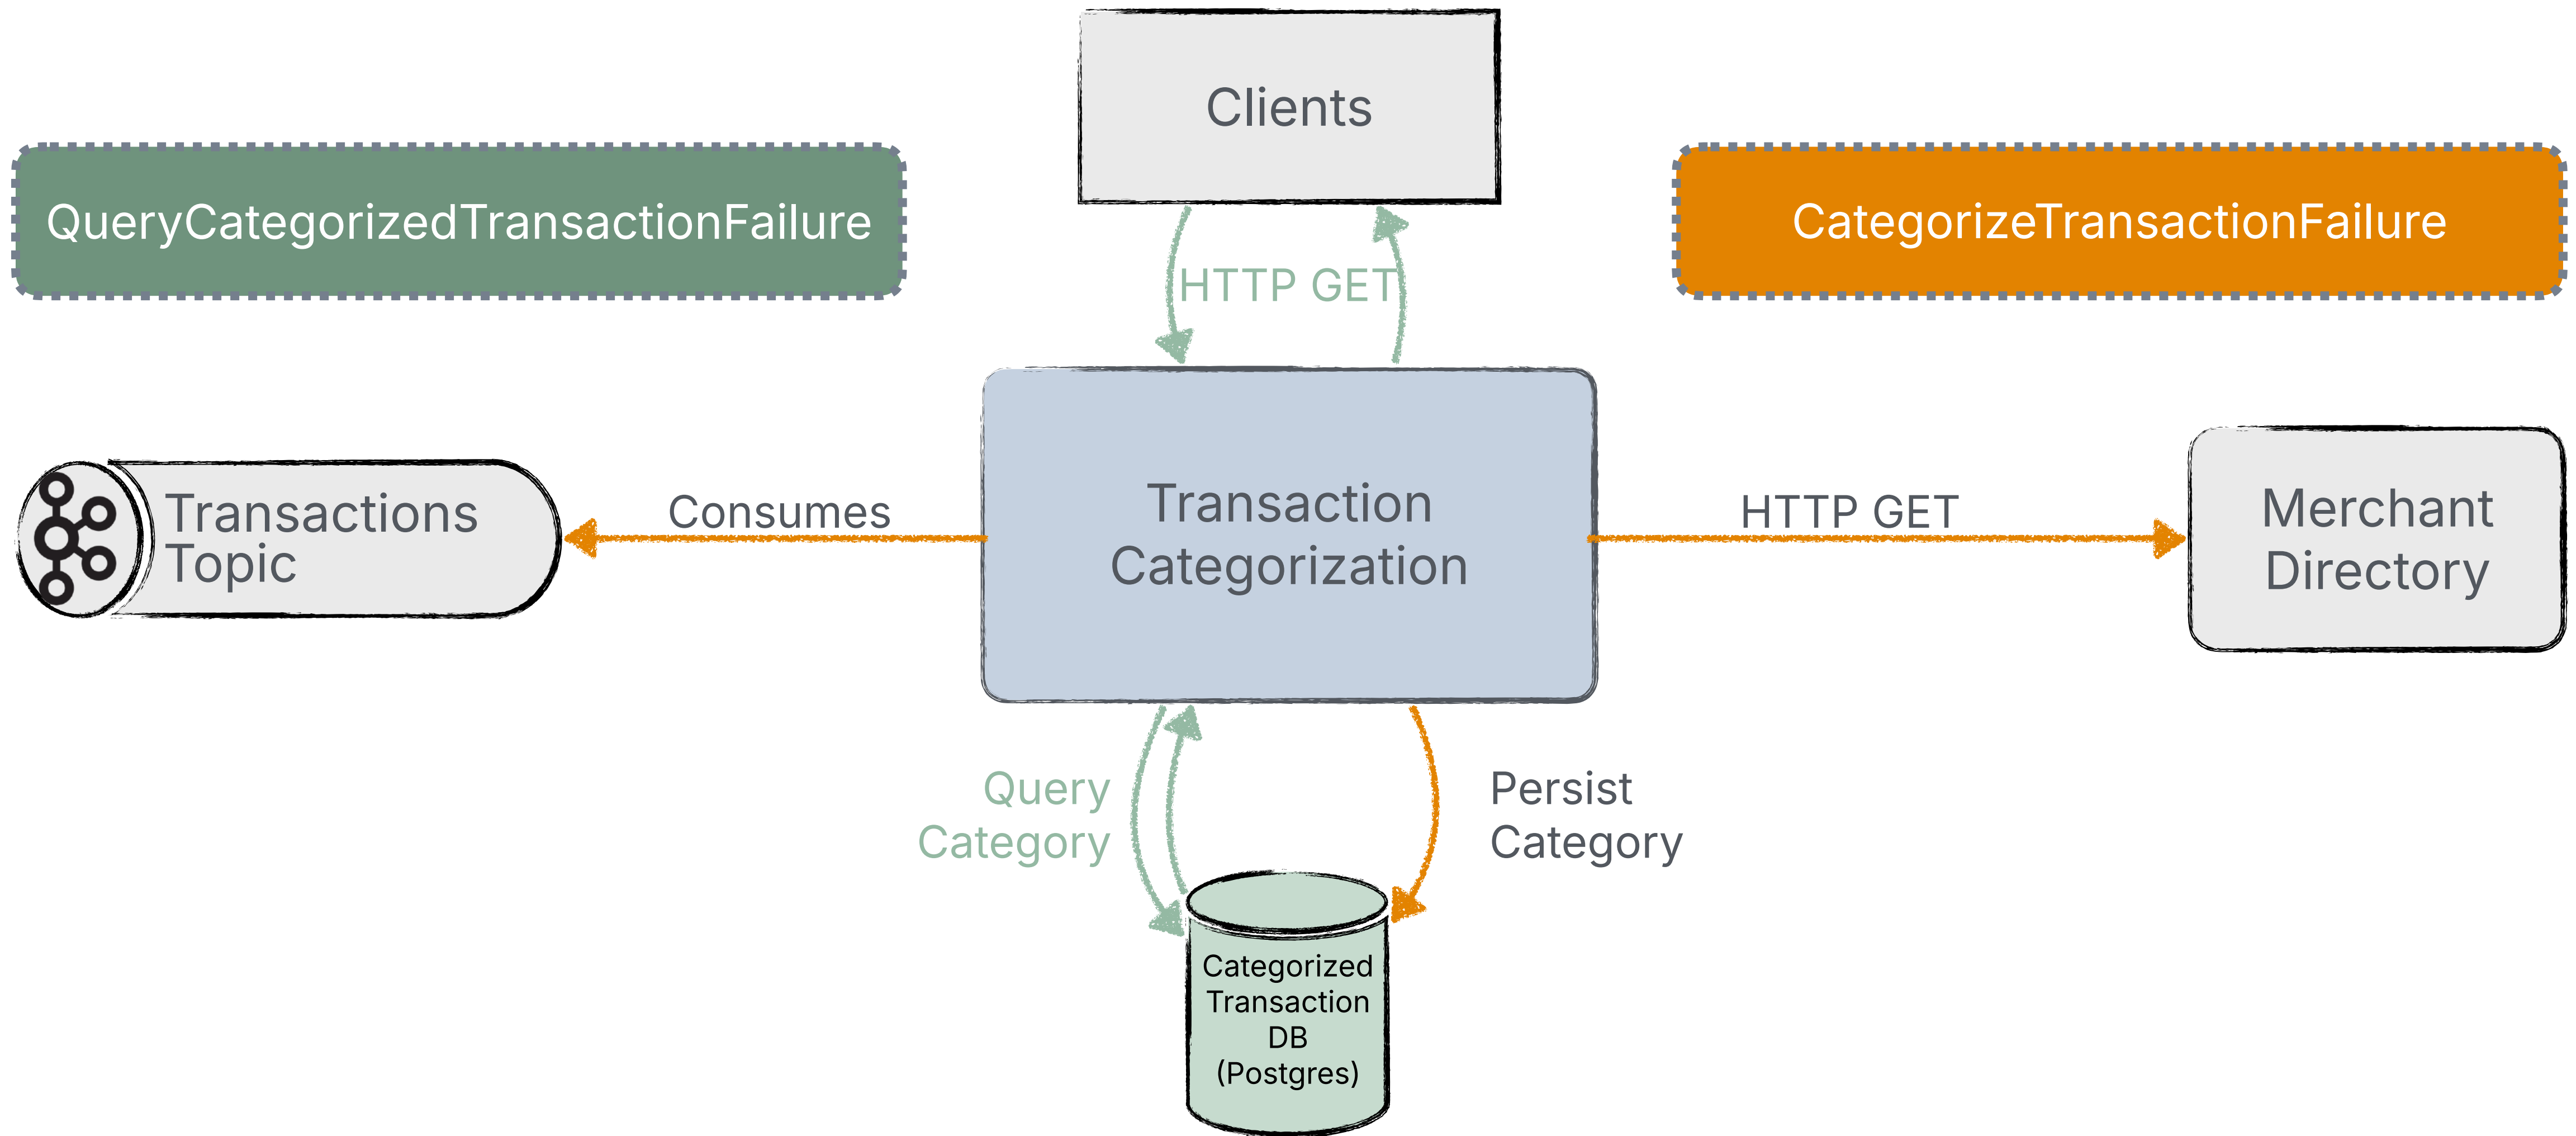 Clients
QueryCategorizedTransactionFailure
CategorizeTransactionFailure
HTTP GET
Transactions
Topic
Consumes
Transaction
Categorization
HTTP GET
Merchant
Directory
Query
Category
Persist
Category
Categorized
Transaction
DB
(Postgres)